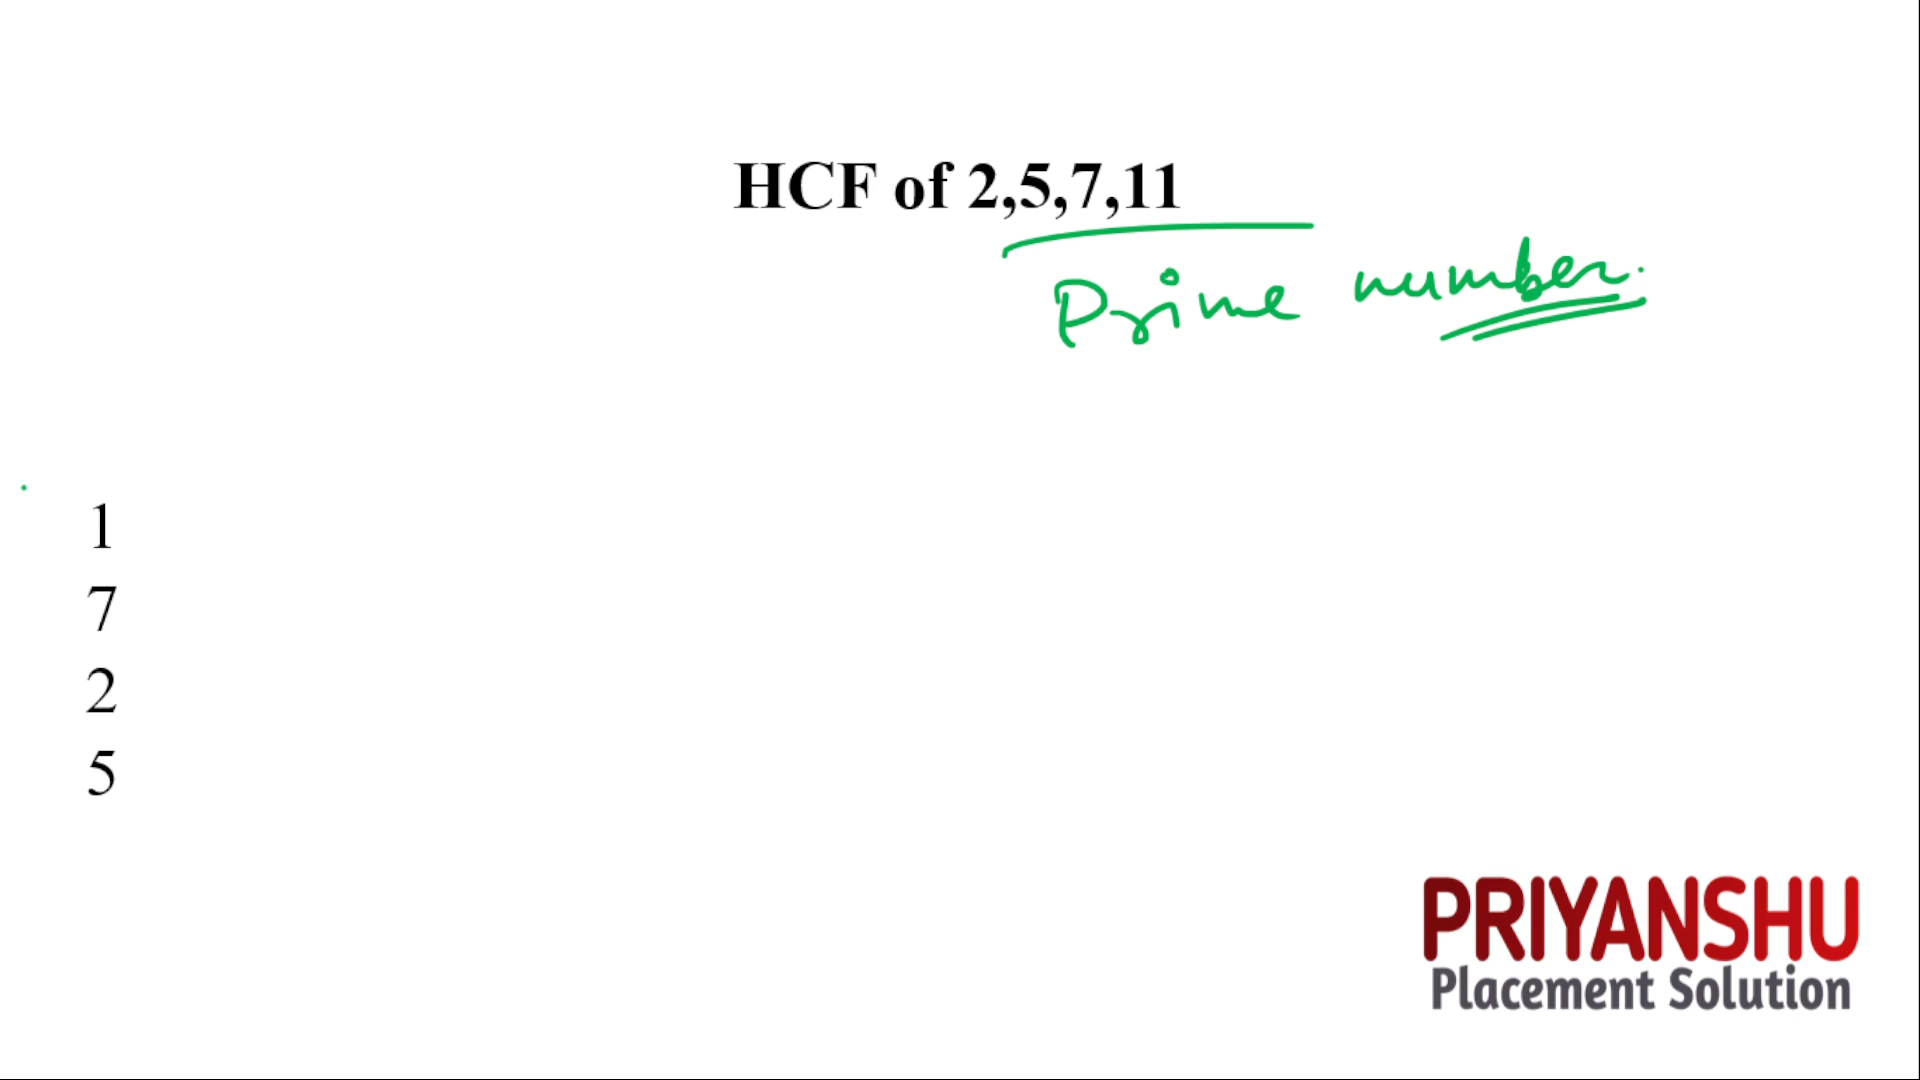 HCF of 2,5,7,11
Prime number.
1
7
2
5
PRIYANSHU
Placement Solution